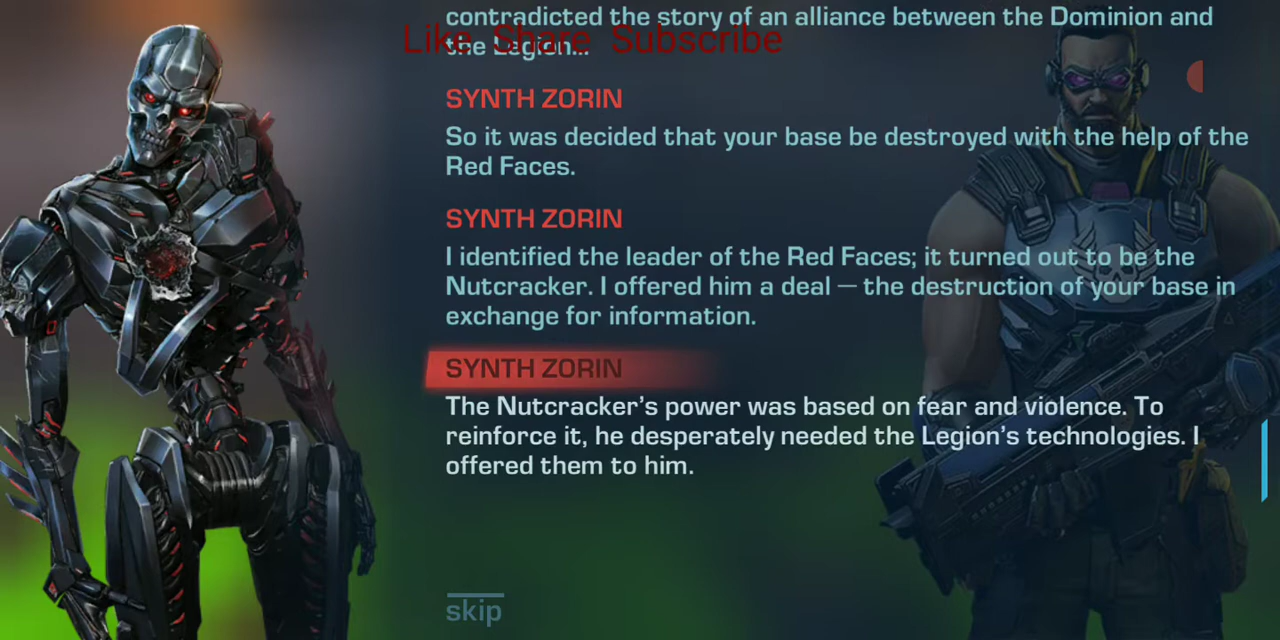 contradicted the story of an alliance between the Dominion and
the Legion...
Like Share Subscribe
SYNTH ZORIN
So it was decided that your base be destroyed with the help of the
Red Faces.
SYNTH ZORIN
I identified the leader of the Red Faces; it turned out to be the
Nutcracker. I offered him a deal — the destruction of your base in
exchange for information.
SYNTH ZORIN
The Nutcracker's power was based on fear and violence. To
reinforce it, he desperately needed the Legion's technologies. I
offered them to him.
skip